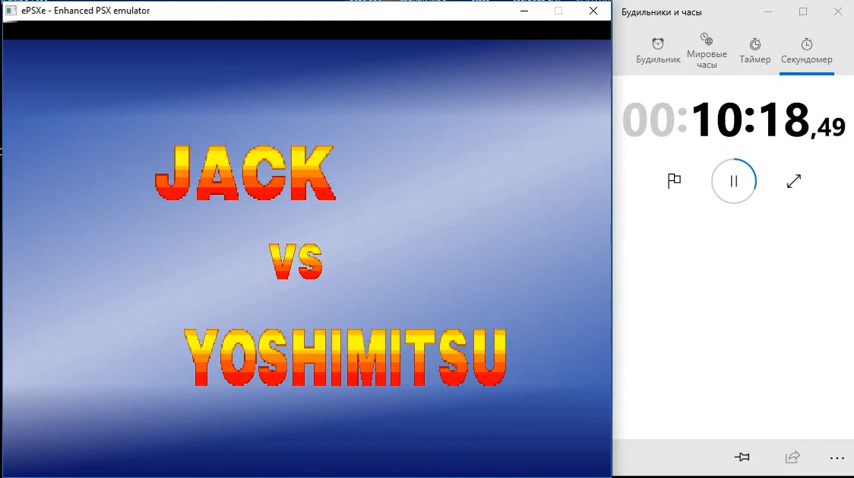 ePSXe - Enhanced PSX emulator
JACK
VS
YOSHIMITSU
Будильники и часы
Будильник
Мировые часы
Таймер
Секундомер
00:10:18,49